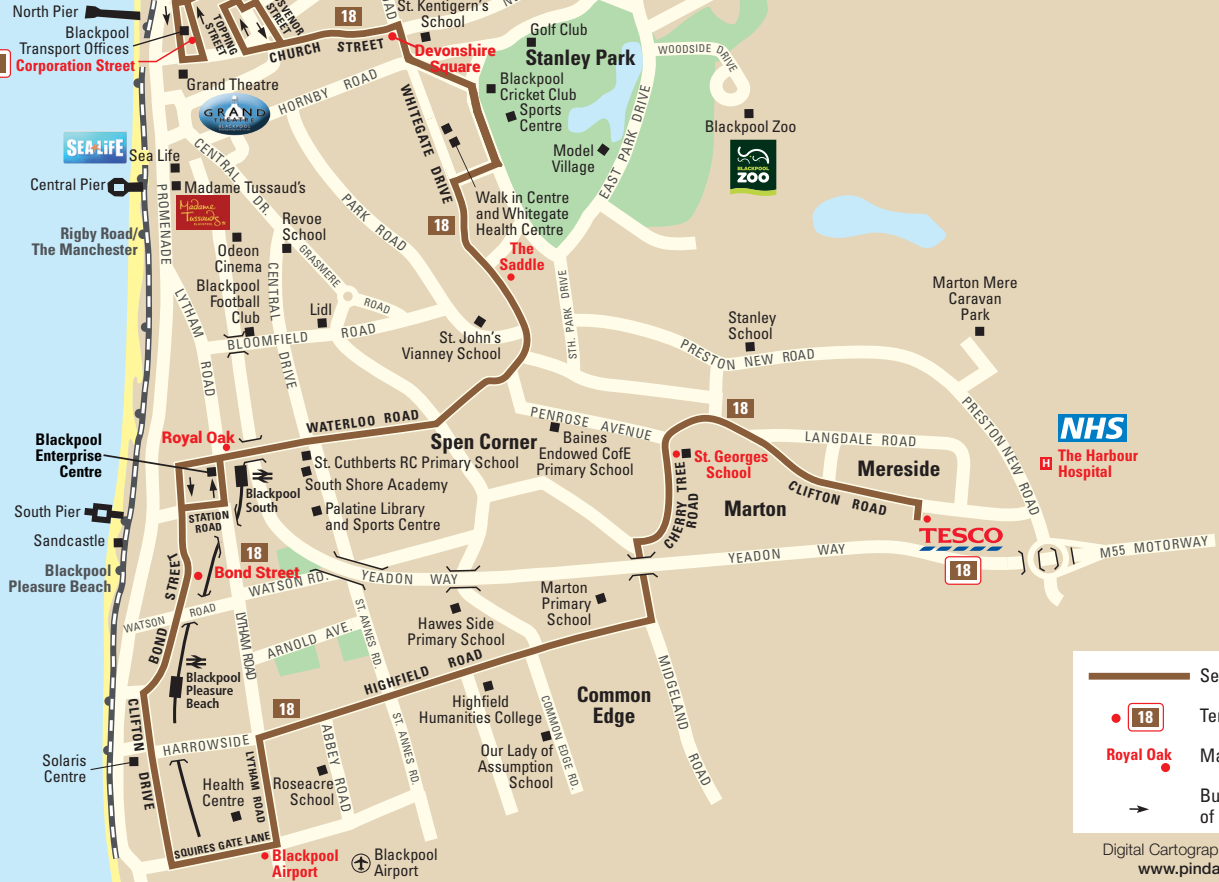 North Pier
Blackpool
Transport Offices
Corporation Street
TOPPING
STREET
STREET
18
CHURCH STREET
St. Kentigern's
School
Devonshire
Square
Golf Club
Stanley Park
WOODSIDE DRIVE
Blackpool
Cricket Club
Sports
Centre
Model
Village
EAST PARK DRIVE
Blackpool Zoo
BLACKPOOL
ZOO
Grand Theatre
GRAND
THEATRE
BLACKPOOL
HORNBY ROAD
WHITEGATE DRIVE
SEA LiFE
Sea Life
CENTRAL DR.
Central Pier
PROMENADE
Madame Tussaud's
Madame
Tussauds
Walk in Centre
and Whitegate
Health Centre
18
PARK ROAD
Revoe
School
Rigby Road/
The Manchester
Odeon
Cinema
GRASMERE
ROAD
The
Saddle
Blackpool
Football
Club
CENTRAL
DRIVE
Lidl
LYTHAM
ROAD
BLOOMFIELD ROAD
St. John's
Vianney School
STH. PARK DRIVE
Stanley
School
Marton Mere
Caravan
Park
PRESTON NEW ROAD
PRESTON NEW ROAD
WATERLOO ROAD
Royal Oak
Blackpool
Enterprise
Centre
Spen Corner
PENROSE AVENUE
Baines
Endowed CofE
Primary School
18
LANGDALE ROAD
NHS
H
The Harbour
Hospital
St. Georges
School
Mereside
St. Cuthberts RC Primary School
South Shore Academy
Blackpool
South
Palatine Library
and Sports Centre
CHERRY TREE
ROAD
Marton
CLIFTON ROAD
TESCO
18
South Pier
STATION
ROAD
Sandcastle
18
Bond Street
Blackpool
Pleasure Beach
BOND STREET
WATSON RD.
WATSON ROAD
YEADON WAY
YEADON WAY
M55 MOTORWAY
LYTHAM ROAD
ARNOLD AVE.
ST. ANNES RD.
Hawes Side
Primary School
Marton
Primary
School
Blackpool
Pleasure
Beach
HIGHFIELD ROAD
Highfield
Humanities College
Common
Edge
MIDGELAND ROAD
18
CLIFTON DRIVE
HARROWSIDE
LYTHAM ROAD
ABBEY ROAD
ST. ANNES RD.
COMMON EDGE RD.
Our Lady of
Assumption
School
Solaris
Centre
Health
Centre
Roseacre
School
SQUIRES GATE LANE
Blackpool
Airport
Blackpool
Airport
Se
18 Ter
Royal Oak Ma
Bu
of
Digital Cartograp
www.pinda